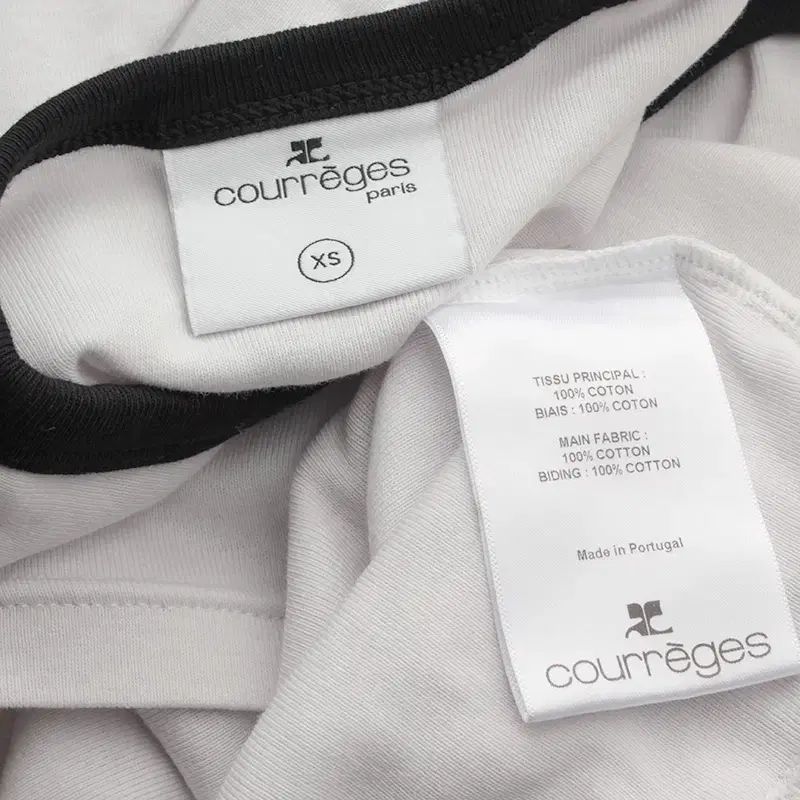 courrèges
paris
XS
TISSU PRINCIPAL :
100% COTON
BIAIS : 100% COTON
MAIN FABRIC :
100% COTTON
BIDING : 100% COTTON
Made in Portugal
courrèges